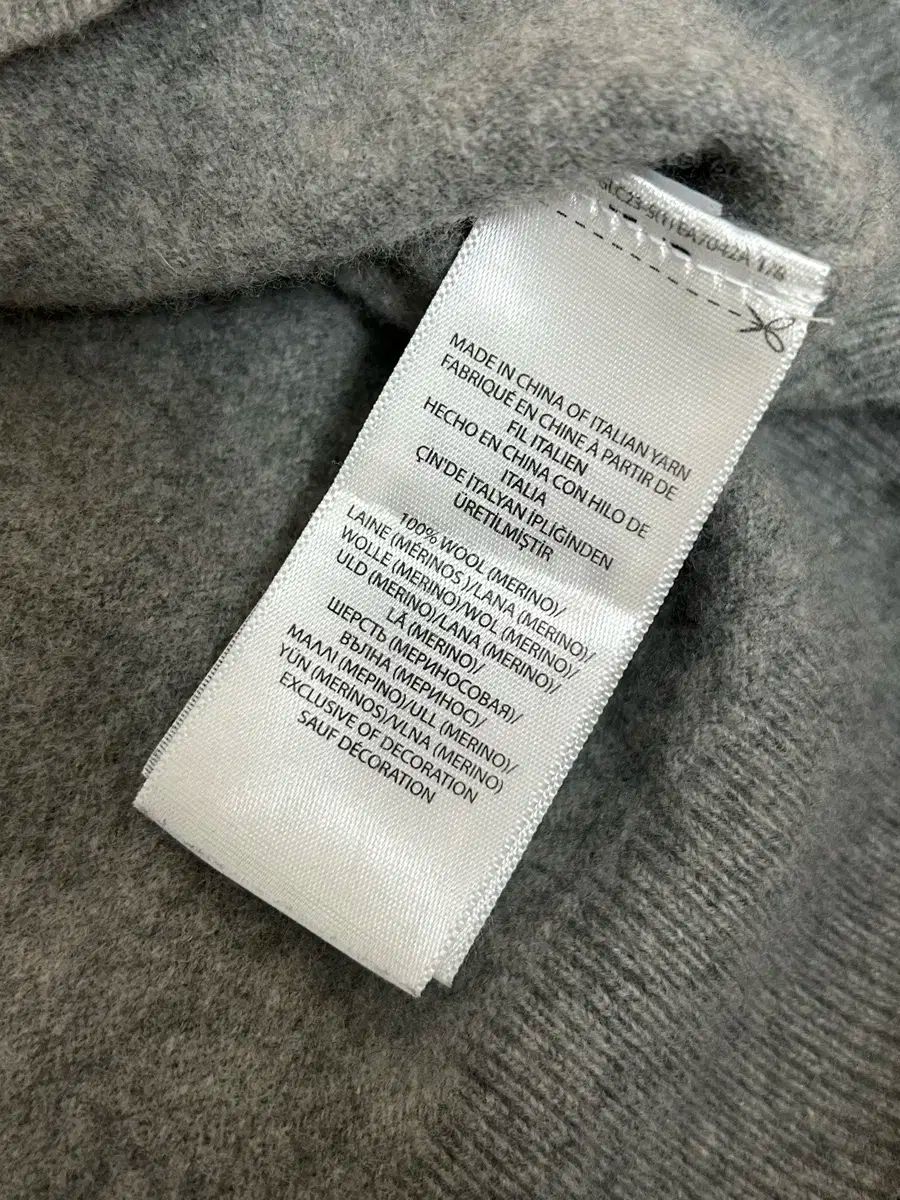 MADE IN CHINA OF ITALIAN YARN
FABRIQUÉ EN CHINE À PARTIR DE
FIL ITALIEN
HECHO EN CHINA CON HILO DE
ITALIA
ÇİN'DE İTALYAN İPLİĞİNDEN
ÜRETİLMİŞTİR
100% WOOL (MERINO)/
LAINE (MÉRINOS )/LANA (MERINO)/
WOLLE (MERINO)/WOL (MERINO)/
ULD (MERINO)/LANA (MERINO)/
LÃ (MERINO)/
ШЕРСТЬ (МЕРИНОСОВАЯ)/
ВЪЛНА (МЕРИНОС)/
ΜΑΛΛΙ (ΜΕΡΙΝΟ)/ULL (MERINO)/
YÜN (MERİNOS)/VLNA (MERINO)
EXCLUSIVE OF DECORATION
SAUF DÉCORATION